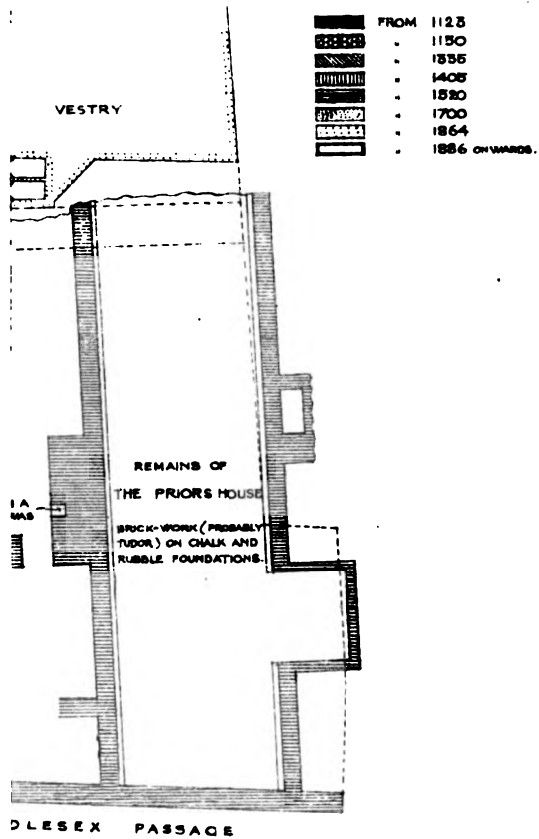 FROM 1123
" 1150
" 1335
" 1405
" 1520
" 1700
" 1864
" 1886 ONWARDS.
VESTRY
REMAINS OF
THE PRIORS HOUSE
BRICK-WORK (PROBABLY
TUDOR) ON CHALK AND
RUBBLE FOUNDATIONS.
A
DLESEX PASSAGE